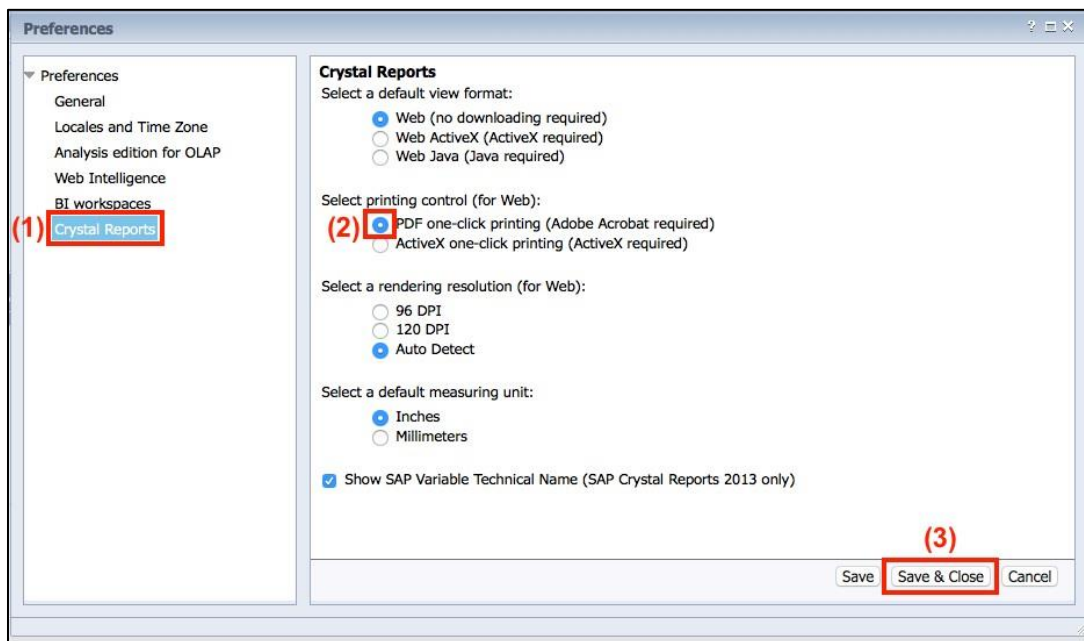 Preferences
Preferences
General
Locales and Time Zone
Analysis edition for OLAP
Web Intelligence
BI workspaces
(1) Crystal Reports
Crystal Reports
Select a default view format:
Web (no downloading required)
Web ActiveX (ActiveX required)
Web Java (Java required)
Select printing control (for Web):
(2) PDF one-click printing (Adobe Acrobat required)
ActiveX one-click printing (ActiveX required)
Select a rendering resolution (for Web):
96 DPI
120 DPI
Auto Detect
Select a default measuring unit:
Inches
Millimeters
Show SAP Variable Technical Name (SAP Crystal Reports 2013 only)
(3)
Save Save & Close Cancel